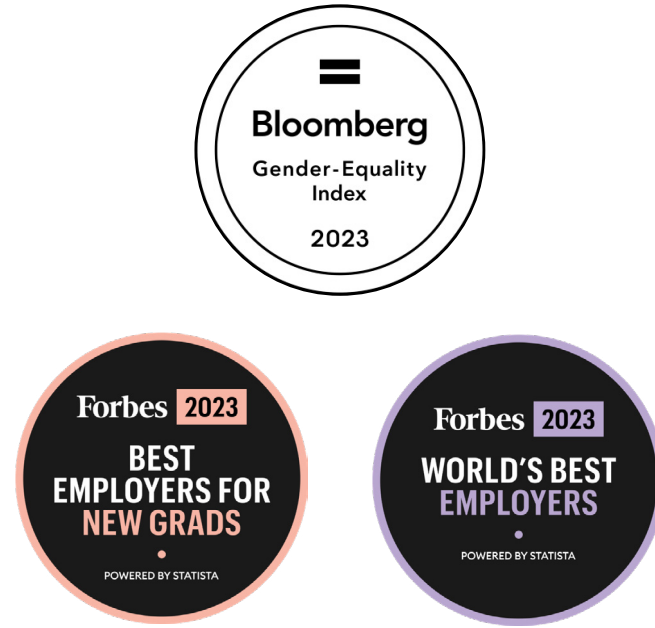 Bloomberg
Gender-Equality
Index
2023
Forbes 2023
BEST
EMPLOYERS FOR
NEW GRADS
POWERED BY STATISTA
Forbes 2023
WORLD'S BEST
EMPLOYERS
POWERED BY STATISTA